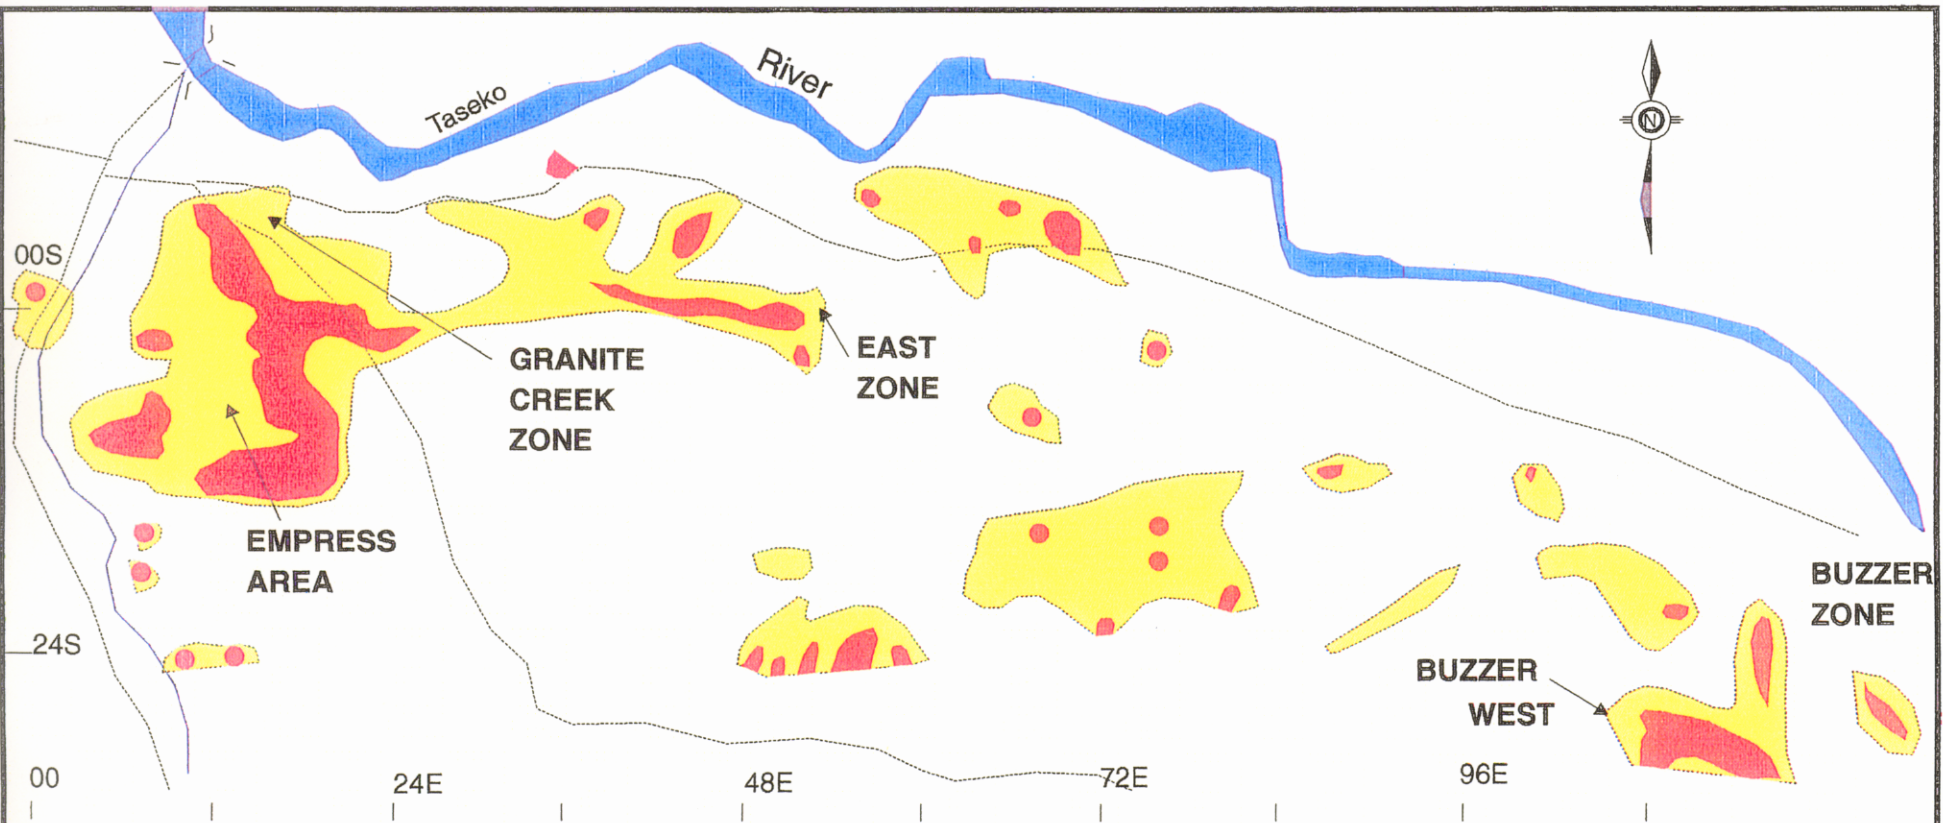 Taseko River
N
00S
EAST
ZONE
GRANITE
CREEK
ZONE
EMPRESS
AREA
BUZZER
ZONE
24S
BUZZER
WEST
00
24E
48E
72E
96E